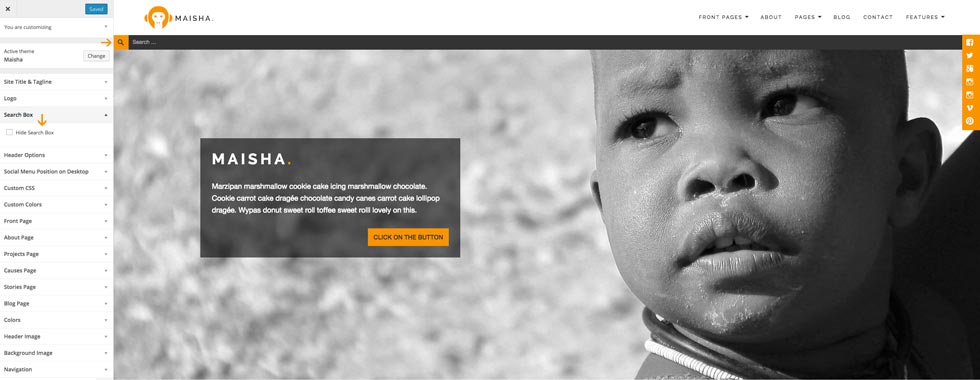 Saved
You are customizing
Active theme
Maisha
Change
Site Title & Tagline
Logo
Search Box
Hide Search Box
Header Options
Social Menu Position on Desktop
Custom CSS
Custom Colors
Front Page
About Page
Projects Page
Causes Page
Stories Page
Blog Page
Colors
Header Image
Background Image
Navigation
MAISHA.
FRONT PAGES
ABOUT
PAGES
BLOG
CONTACT
FEATURES
Search ...
MAISHA.
Marzipan marshmallow cookie cake icing marshmallow chocolate.
Cookie carrot cake dragée chocolate candy canes carrot cake lollipop
dragée. Wypas donut sweet roll toffee sweet rolll lovely on this.
CLICK ON THE BUTTON